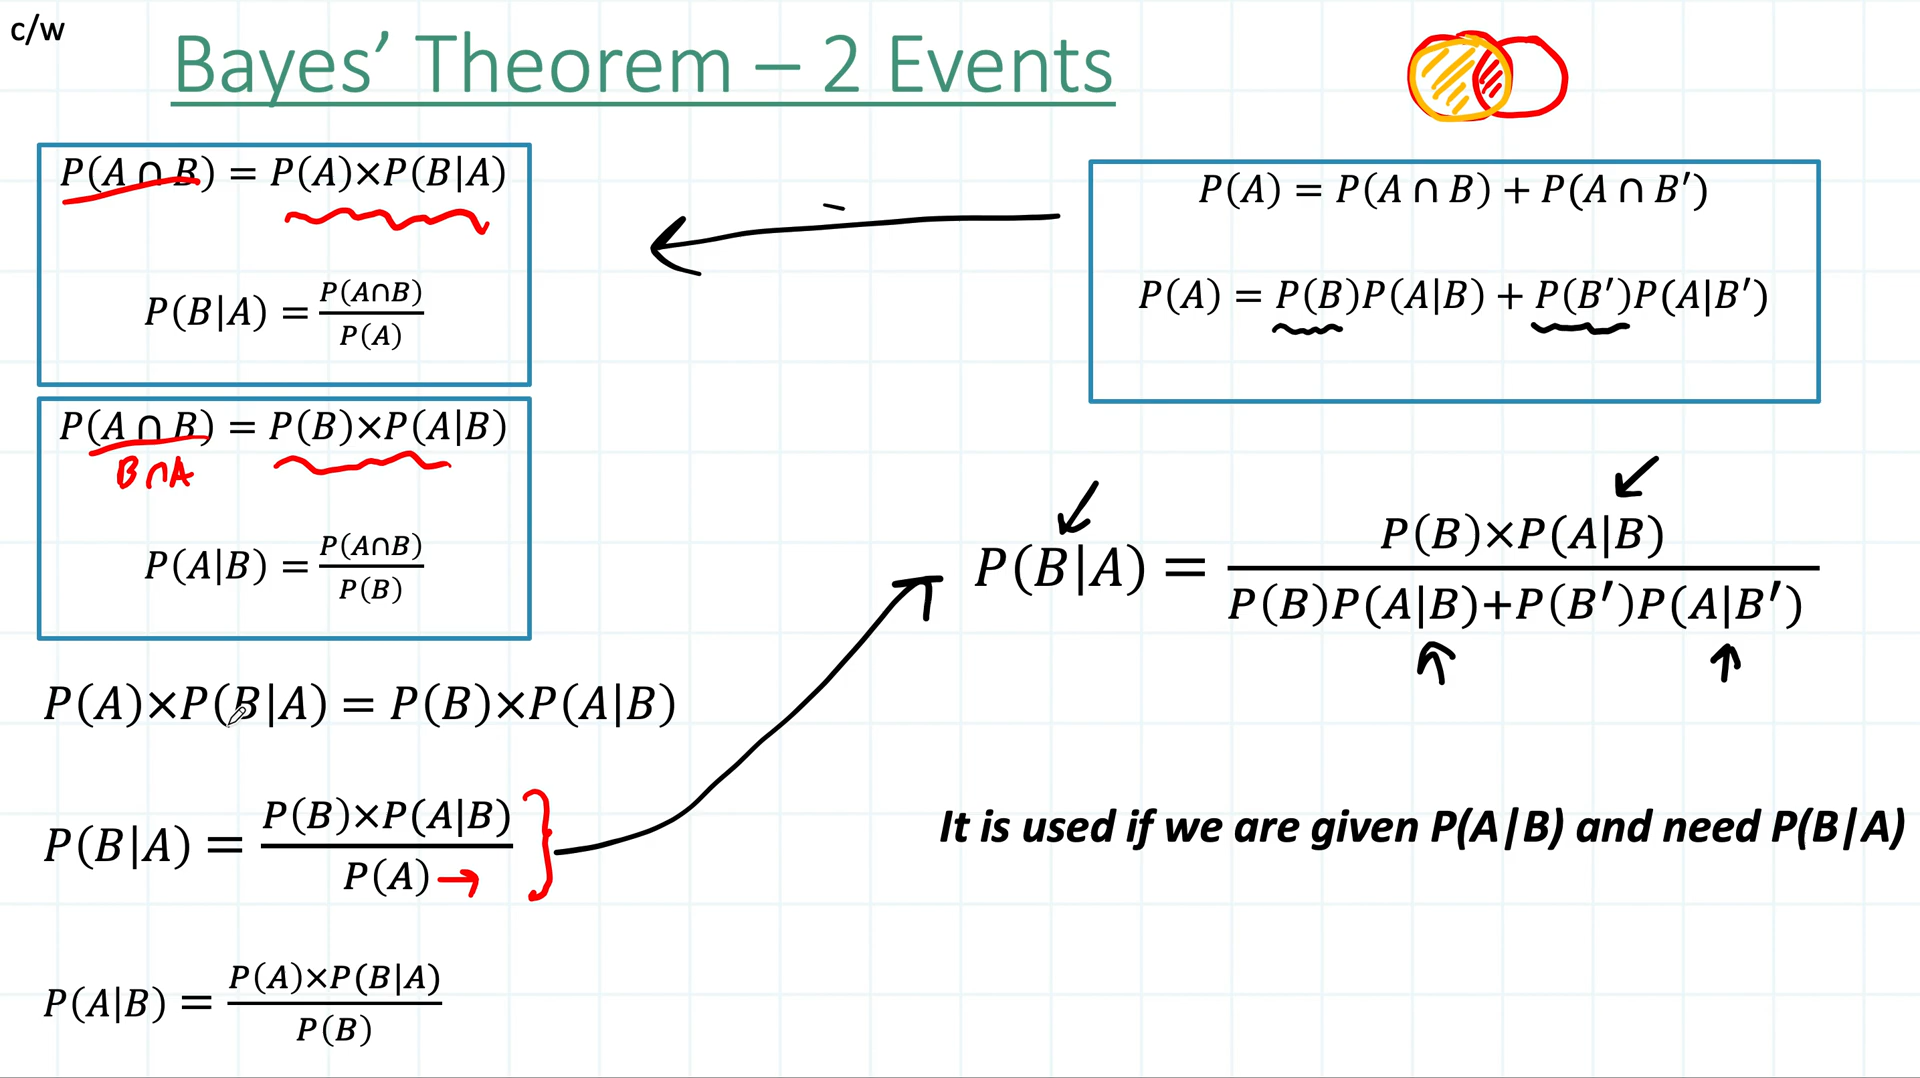 c/w
Bayes’ Theorem – 2 Events
P(A ∩ B) = P(A)×P(B|A)
P(B|A) = P(A∩B) / P(A)
P(A ∩ B) = P(B)×P(A|B)
B∩A
P(A|B) = P(A∩B) / P(B)
P(A)×P(B|A) = P(B)×P(A|B)
P(B|A) = P(B)×P(A|B) / P(A)
P(A|B) = P(A)×P(B|A) / P(B)
P(A) = P(A ∩ B) + P(A ∩ B′)
P(A) = P(B)P(A|B) + P(B′)P(A|B′)
P(B|A) = P(B)×P(A|B) / P(B)P(A|B)+P(B′)P(A|B′)
It is used if we are given P(A|B) and need P(B|A)